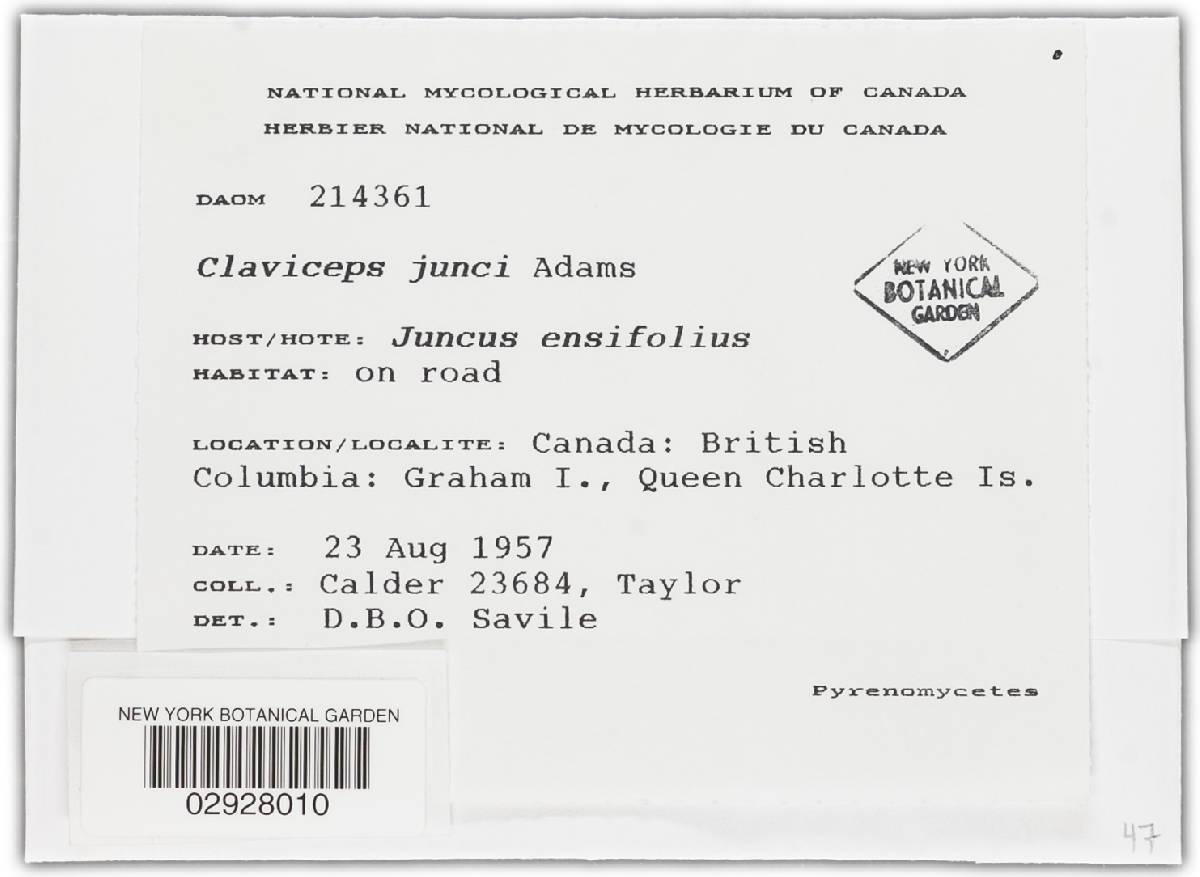 NATIONAL MYCOLOGICAL HERBARIUM OF CANADA
HERBIER NATIONAL DE MYCOLOGIE DU CANADA
DAOM 214361
Claviceps junci Adams
NEW YORK
BOTANICAL
GARDEN
HOST/HOTE: Juncus ensifolius
HABITAT: on road
LOCATION/LOCALITE: Canada: British
Columbia: Graham I., Queen Charlotte Is.
DATE: 23 Aug 1957
COLL.: Calder 23684, Taylor
DET.: D.B.O. Savile
Pyrenomycetes
NEW YORK BOTANICAL GARDEN
02928010
47